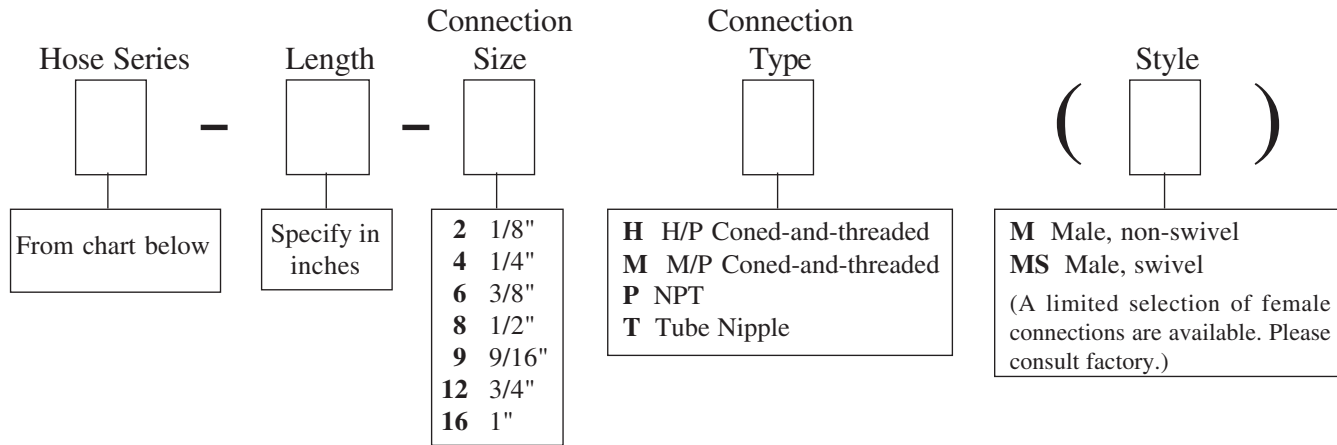 Hose Series
Length
Connection
Size
Connection
Type
Style
– –
( )
From chart below
Specify in
inches
2 1/8"
4 1/4"
6 3/8"
8 1/2"
9 9/16"
12 3/4"
16 1"
H H/P Coned-and-threaded
M M/P Coned-and-threaded
P NPT
T Tube Nipple
M Male, non-swivel
MS Male, swivel
(A limited selection of female
connections are available. Please
consult factory.)